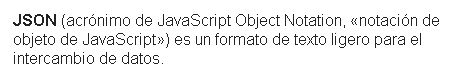 JSON (acrónimo de JavaScript Object Notation, «notación de
objeto de JavaScript») es un formato de texto ligero para el
intercambio de datos.